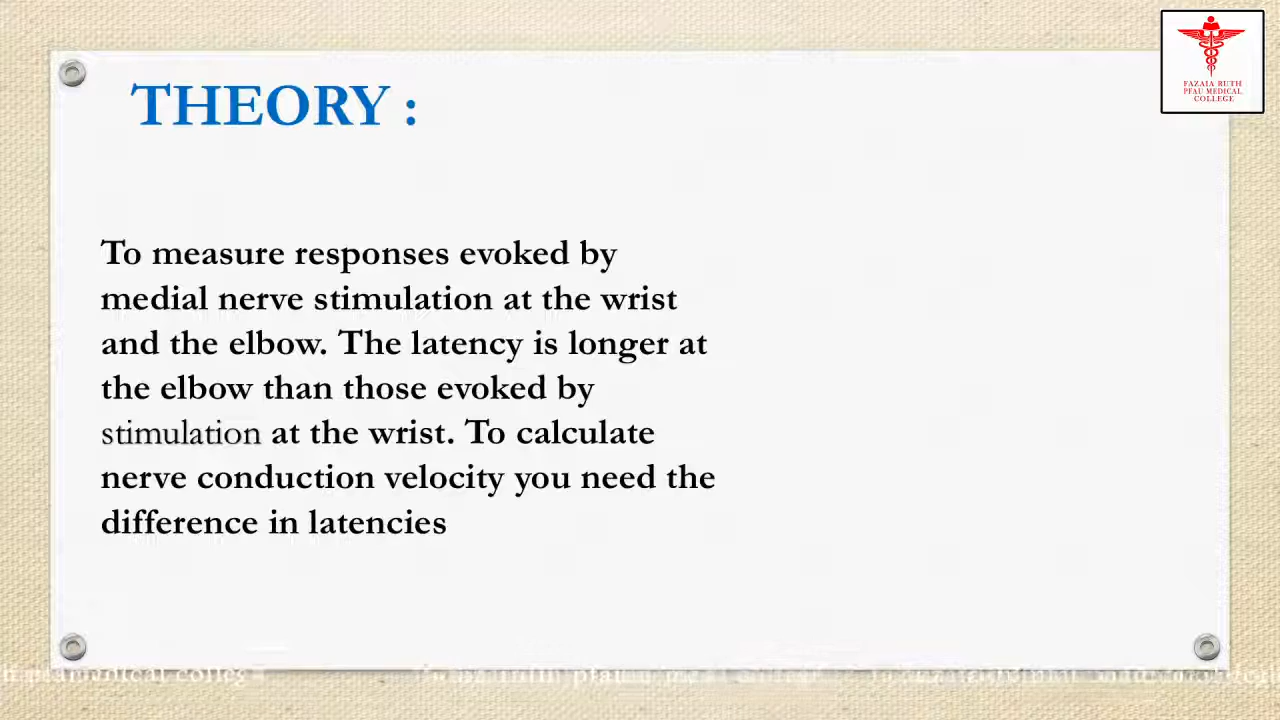 FAZAIA RUTH
PFAU MEDICAL
COLLEGE
THEORY :
To measure responses evoked by
medial nerve stimulation at the wrist
and the elbow. The latency is longer at
the elbow than those evoked by
stimulation at the wrist. To calculate
nerve conduction velocity you need the
difference in latencies